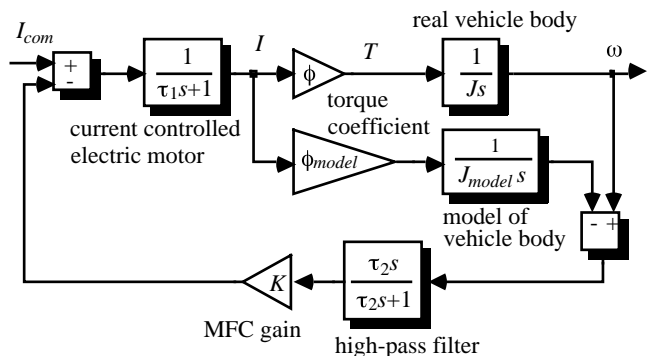 real vehicle body
I_com
I
T
ω
+
-
1
τ₁s+1
ϕ
1
Js
current controlled
electric motor
torque
coefficient
ϕ_model
1
J_model s
- +
model of
vehicle body
K
τ₂s
τ₂s+1
MFC gain
high-pass filter